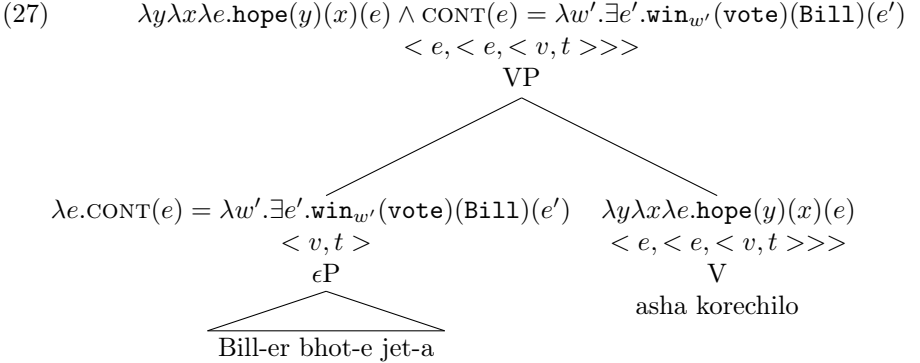 (27) λyλxλe.hope(y)(x)(e) ∧ CONT(e) = λw′.∃e′.win_w′(vote)(Bill)(e′)
< e, < e, < v, t >>>
VP
λe.CONT(e) = λw′.∃e′.win_w′(vote)(Bill)(e′) λyλxλe.hope(y)(x)(e)
< v, t > < e, < e, < v, t >>>
ϵP V
asha korechilo
Bill-er bhot-e jet-a